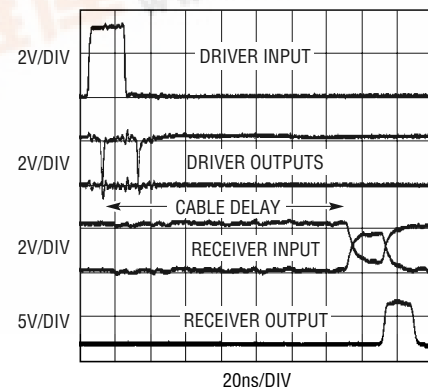 2V/DIV
DRIVER INPUT
2V/DIV
DRIVER OUTPUTS
CABLE DELAY
2V/DIV
RECEIVER INPUT
5V/DIV
RECEIVER OUTPUT
20ns/DIV